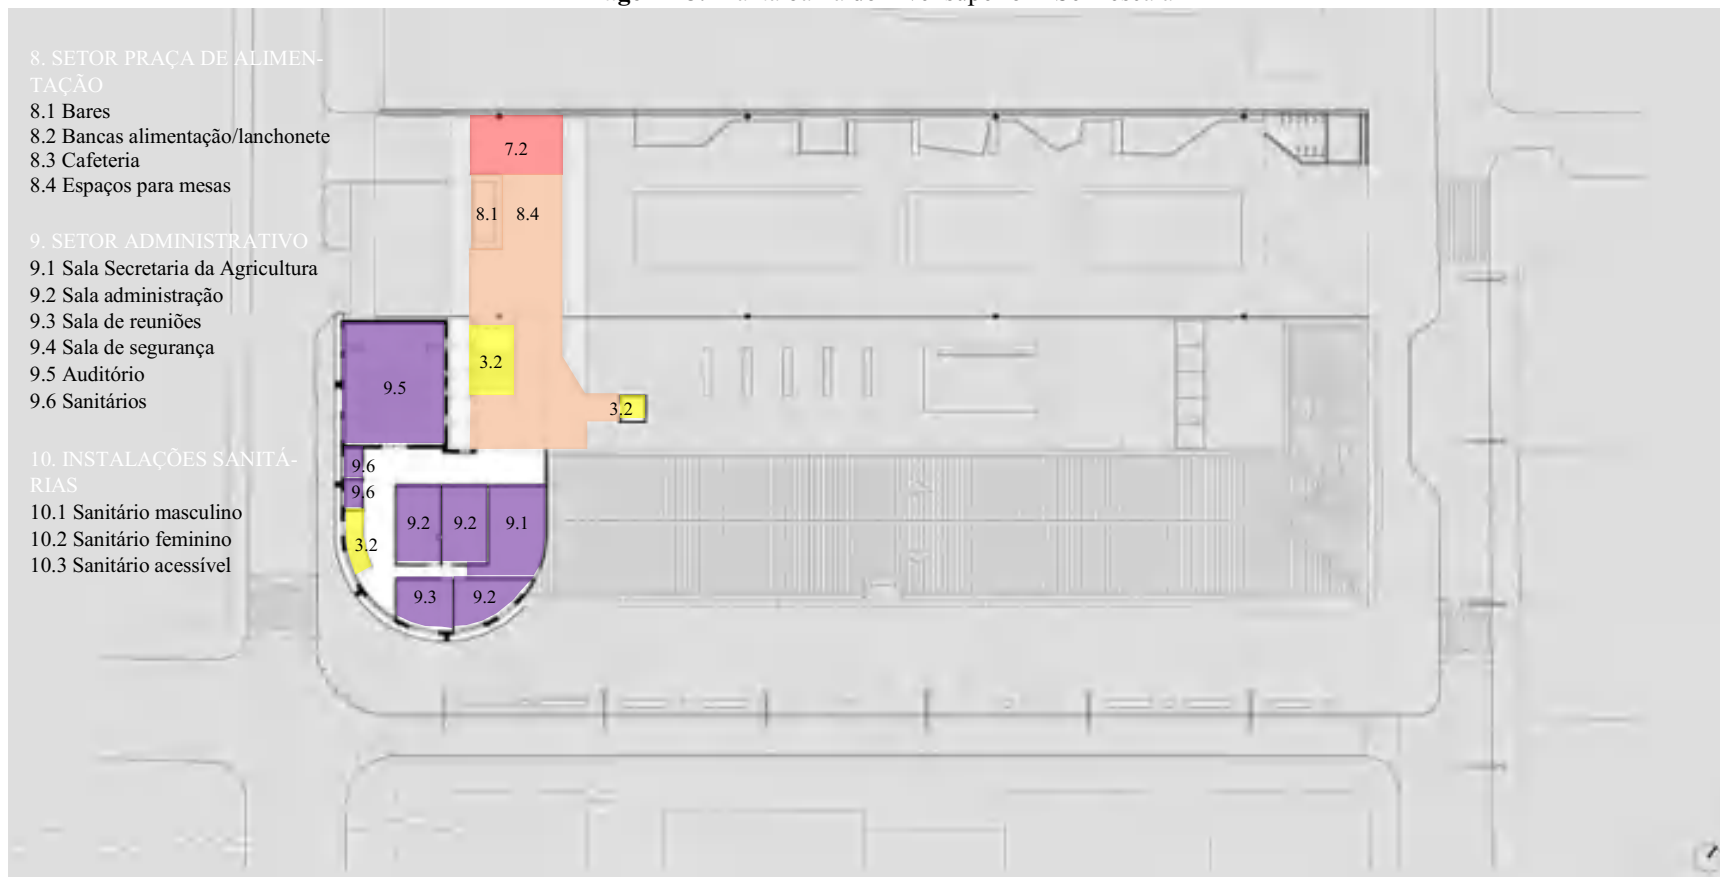 8. SETOR PRAÇA DE ALIMEN-
TAÇÃO
8.1 Bares
8.2 Bancas alimentação/lanchonete
8.3 Cafeteria
8.4 Espaços para mesas
9. SETOR ADMINISTRATIVO
9.1 Sala Secretaria da Agricultura
9.2 Sala administração
9.3 Sala de reuniões
9.4 Sala de segurança
9.5 Auditório
9.6 Sanitários
10. INSTALAÇÕES SANITÁ-
RIAS
10.1 Sanitário masculino
10.2 Sanitário feminino
10.3 Sanitário acessível
7.2
8.1 8.4
3.2
9.5
3.2
9.6
9.6
9.2 9.2 9.1
3.2
9.3 9.2